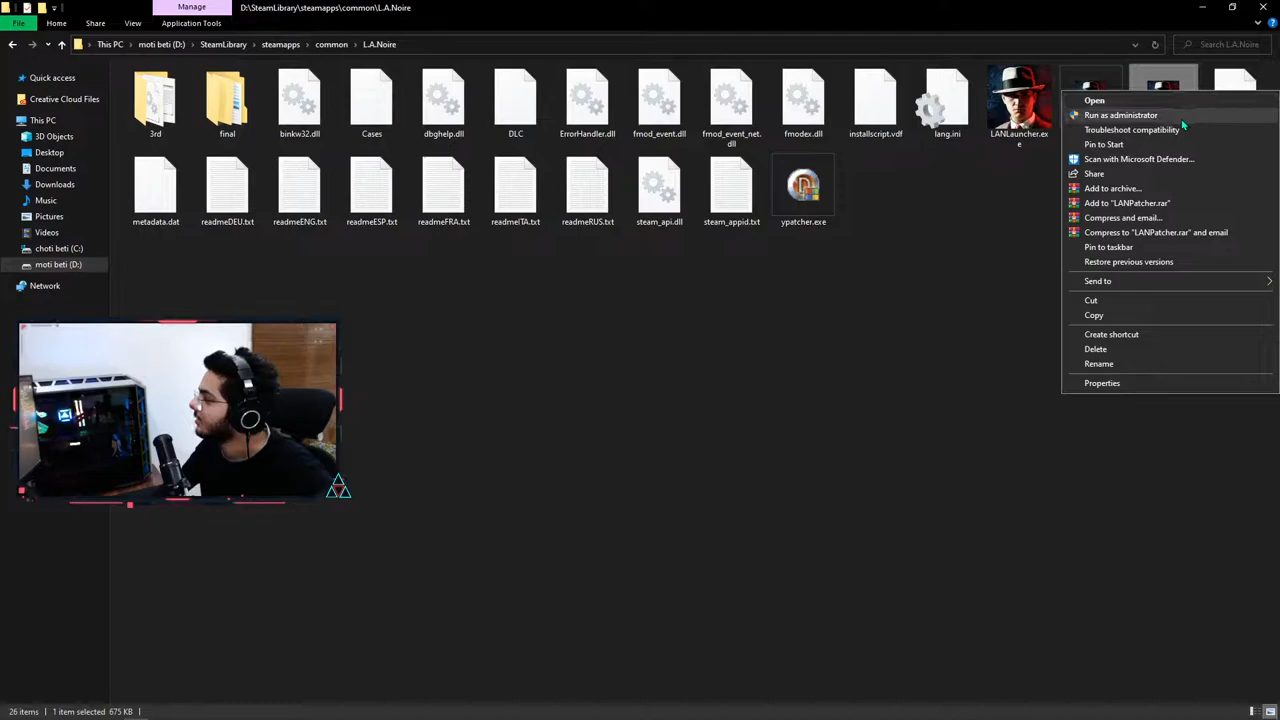 Manage
D:\SteamLibrary\steamapps\common\L.A.Noire
File
Home
Share
View
Application Tools
This PC
moti beti (D:)
SteamLibrary
steamapps
common
L.A.Noire
Search L.A.Noire
Quick access
Creative Cloud Files
This PC
3D Objects
Desktop
Documents
Downloads
Music
Pictures
Videos
choti beti (C:)
moti beti (D:)
Network
3rd
final
binkw32.dll
Cases
dbghelp.dll
DLC
ErrorHandler.dll
fmod_event.dll
fmod_event_net.
dll
fmodex.dll
installscript.vdf
lang.ini
LANLauncher.ex
e
metadata.dat
readmeDEU.txt
readmeENG.txt
readmeESP.txt
readmeFRA.txt
readmeITA.txt
readmeRUS.txt
steam_api.dll
steam_appid.txt
ypatcher.exe
Open
Run as administrator
Troubleshoot compatibility
Pin to Start
Scan with Microsoft Defender...
Share
Add to archive...
Add to "LANPatcher.rar"
Compress and email...
Compress to "LANPatcher.rar" and email
Pin to taskbar
Restore previous versions
Send to
Cut
Copy
Create shortcut
Delete
Rename
Properties
26 items
1 item selected 675 KB